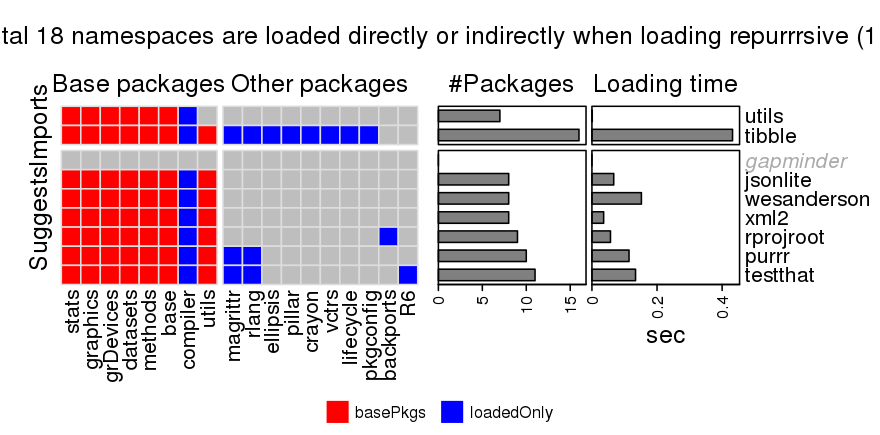 tal 18 namespaces are loaded directly or indirectly when loading repurrrsive (1
Base packages Other packages #Packages Loading time
Imports
Suggests
utils
tibble
gapminder
jsonlite
wesanderson
xml2
rprojroot
purrr
testthat
stats
graphics
grDevices
datasets
methods
base
compiler
utils
magrittr
rlang
ellipsis
pillar
crayon
vctrs
lifecycle
pkgconfig
backports
R6
0 5 10 15
0 0.2 0.4
sec
basePkgs loadedOnly